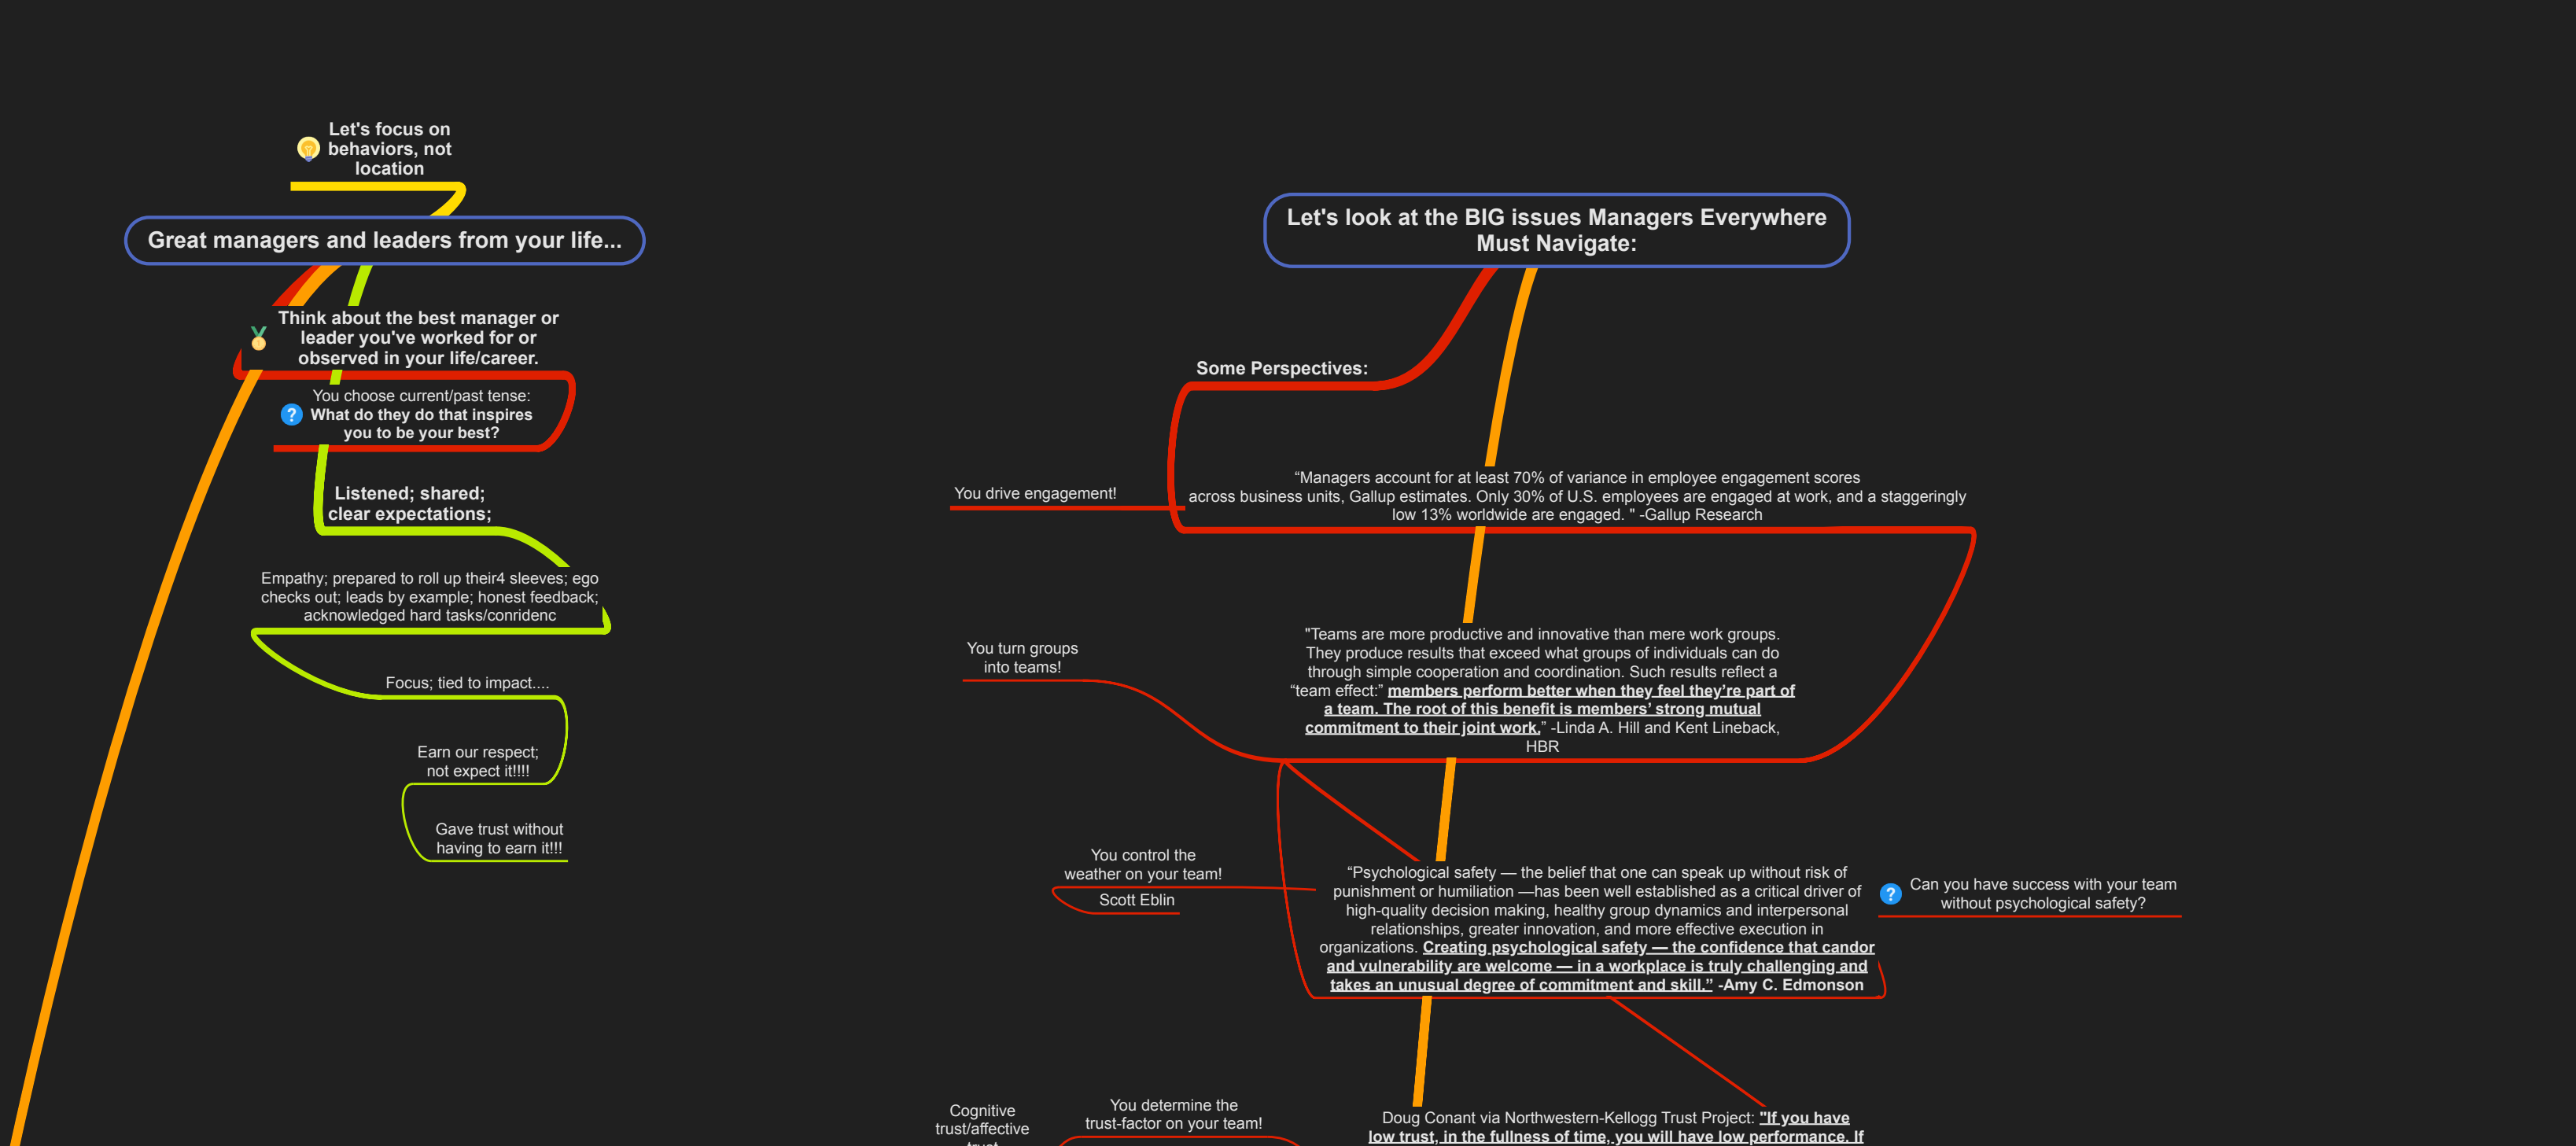 Let's focus on
behaviors, not
location
Great managers and leaders from your life...
Think about the best manager or
leader you've worked for or
observed in your life/career.
You choose current/past tense:
What do they do that inspires
you to be your best?
Listened; shared;
clear expectations;
Empathy; prepared to roll up their4 sleeves; ego
checks out; leads by example; honest feedback;
acknowledged hard tasks/conridenc
Focus; tied to impact....
Earn our respect;
not expect it!!!!
Gave trust without
having to earn it!!!
Let's look at the BIG issues Managers Everywhere
Must Navigate:
Some Perspectives:
You drive engagement!
“Managers account for at least 70% of variance in employee engagement scores
across business units, Gallup estimates. Only 30% of U.S. employees are engaged at work, and a staggeringly
low 13% worldwide are engaged. " -Gallup Research
You turn groups
into teams!
"Teams are more productive and innovative than mere work groups.
They produce results that exceed what groups of individuals can do
through simple cooperation and coordination. Such results reflect a
“team effect:” members perform better when they feel they’re part of
a team. The root of this benefit is members’ strong mutual
commitment to their joint work.” -Linda A. Hill and Kent Lineback,
HBR
You control the
weather on your team!
Scott Eblin
“Psychological safety — the belief that one can speak up without risk of
punishment or humiliation —has been well established as a critical driver of
high-quality decision making, healthy group dynamics and interpersonal
relationships, greater innovation, and more effective execution in
organizations. Creating psychological safety — the confidence that candor
and vulnerability are welcome — in a workplace is truly challenging and
takes an unusual degree of commitment and skill.” -Amy C. Edmonson
Can you have success with your team
without psychological safety?
Cognitive
trust/affective
trust
You determine the
trust-factor on your team!
Doug Conant via Northwestern-Kellogg Trust Project: "If you have
low trust, in the fullness of time, you will have low performance. If